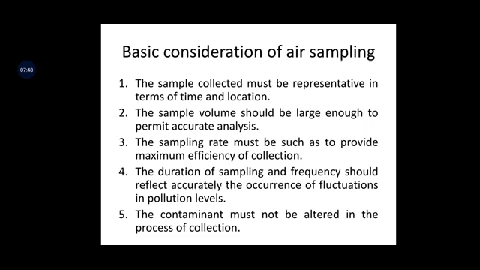 Basic consideration of air sampling
07:40
1. The sample collected must be representative in
terms of time and location.
2. The sample volume should be large enough to
permit accurate analysis.
3. The sampling rate must be such as to provide
maximum efficiency of collection.
4. The duration of sampling and frequency should
reflect accurately the occurrence of fluctuations
in pollution levels.
5. The contaminant must not be altered in the
process of collection.